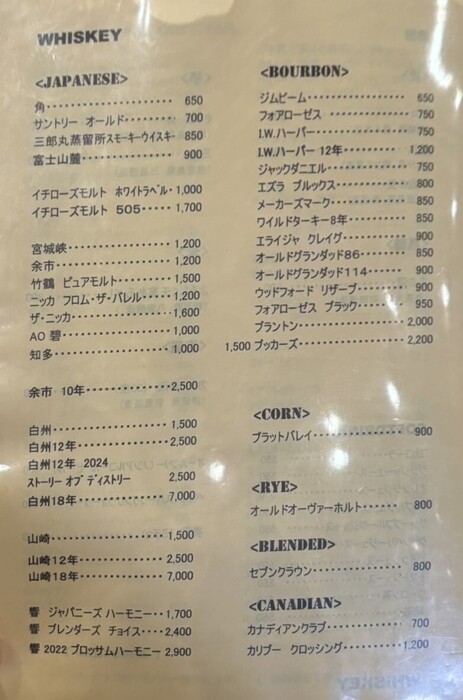 WHISKEY
<JAPANESE>
角・・・・・・・・・・・・・・・・・・ 650
サントリー オールド・・・・・・・・ 700
三郎丸蒸留所スモーキーウイスキー 850
富士山麓・・・・・・・・・・・・・ 900
イチローズモルト ホワイトラベル・1,000
イチローズモルト 505・・・・・1,700
宮城峡・・・・・・・・・・・・・・・1,200
余市・・・・・・・・・・・・・・・・1,200
竹鶴 ピュアモルト・・・・・・・1,500
ニッカ フロム・ザ・バレル・・・・1,200
ザ・ニッカ・・・・・・・・・・・・・1,600
AO 碧・・・・・・・・・・・・・・・1,000
知多・・・・・・・・・・・・・・・・1,000
余市 10年・・・・・・・・・・・・2,500
白州・・・・・・・・・・・・・・・・1,500
白州12年・・・・・・・・・・・・・2,500
白州12年 2024
ストーリー オブ ディストリー 2,500
白州18年・・・・・・・・・・・・・7,000
山崎・・・・・・・・・・・・・・・・1,500
山崎12年・・・・・・・・・・・・・2,500
山崎18年・・・・・・・・・・・・・7,000
響 ジャパニーズ ハーモニー・・1,700
響 ブレンダーズ チョイス・・・・2,400
響 2022 ブロッサムハーモニー 2,900
<BOURBON>
ジムビーム・・・・・・・・・・・・・・ 650
フォアローゼス・・・・・・・・・・・ 750
I.W.ハーパー・・・・・・・・・・・・ 750
I.W.ハーパー 12年・・・・・・・・1,200
ジャックダニエル・・・・・・・・・・ 750
エズラ ブルックス・・・・・・・・・ 800
メーカーズマーク・・・・・・・・・・ 850
ワイルドターキー8年・・・・・・・・ 850
エライジャ クレイグ・・・・・・・・ 900
オールドグランダッド86・・・・・・ 850
オールドグランダッド114・・・・・ 900
ウッドフォード リザーブ・・・・・・ 900
フォアローゼス ブラック・・・・・・ 950
ブラントン・・・・・・・・・・・・・・2,000
1,500 ブッカーズ・・・・・・・・・・2,200
<CORN>
プラットバレイ・・・・・・・・・・・・ 900
<RYE>
オールドオーヴァーホルト・・・・・ 800
<BLENDED>
セブンクラウン・・・・・・・・・・・・ 800
<CANADIAN>
カナディアンクラブ・・・・・・・・・ 700
カリブー クロッシング・・・・・・・1,200